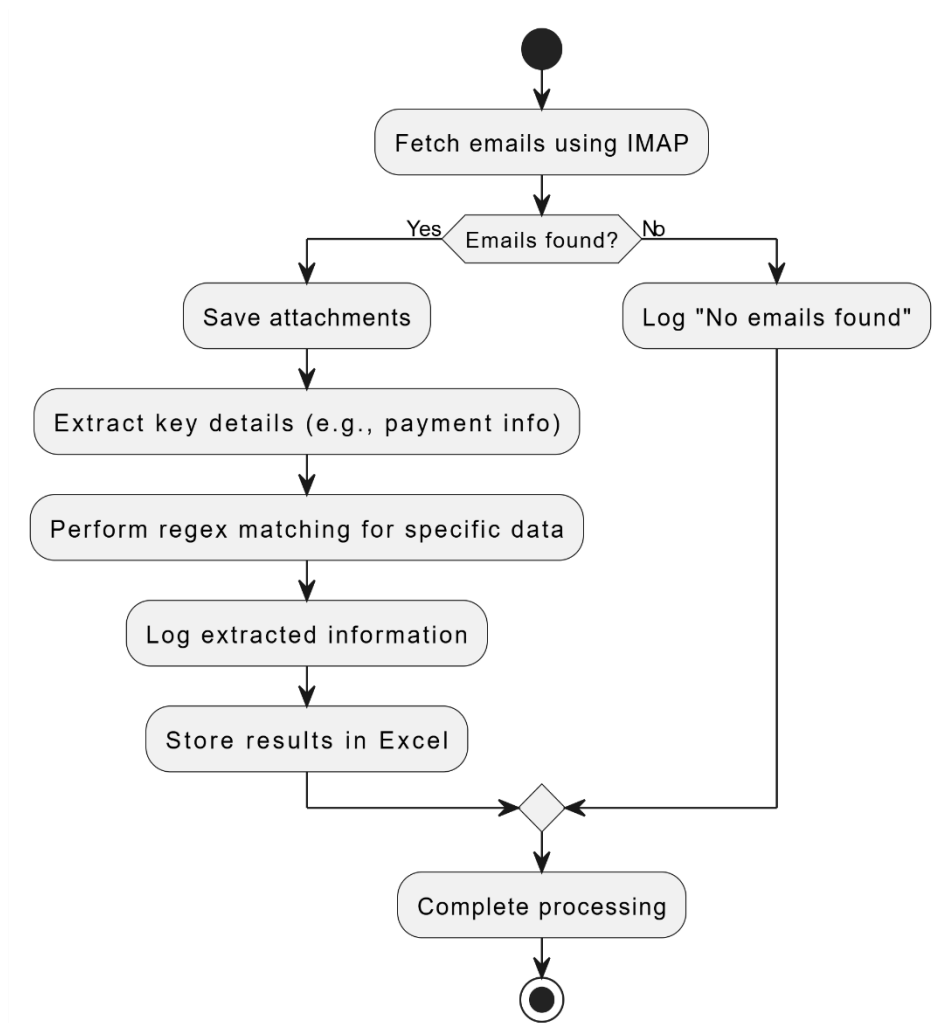 Fetch emails using IMAP
Yes
Emails found?
No
Save attachments
Log "No emails found"
Extract key details (e.g., payment info)
Perform regex matching for specific data
Log extracted information
Store results in Excel
Complete processing